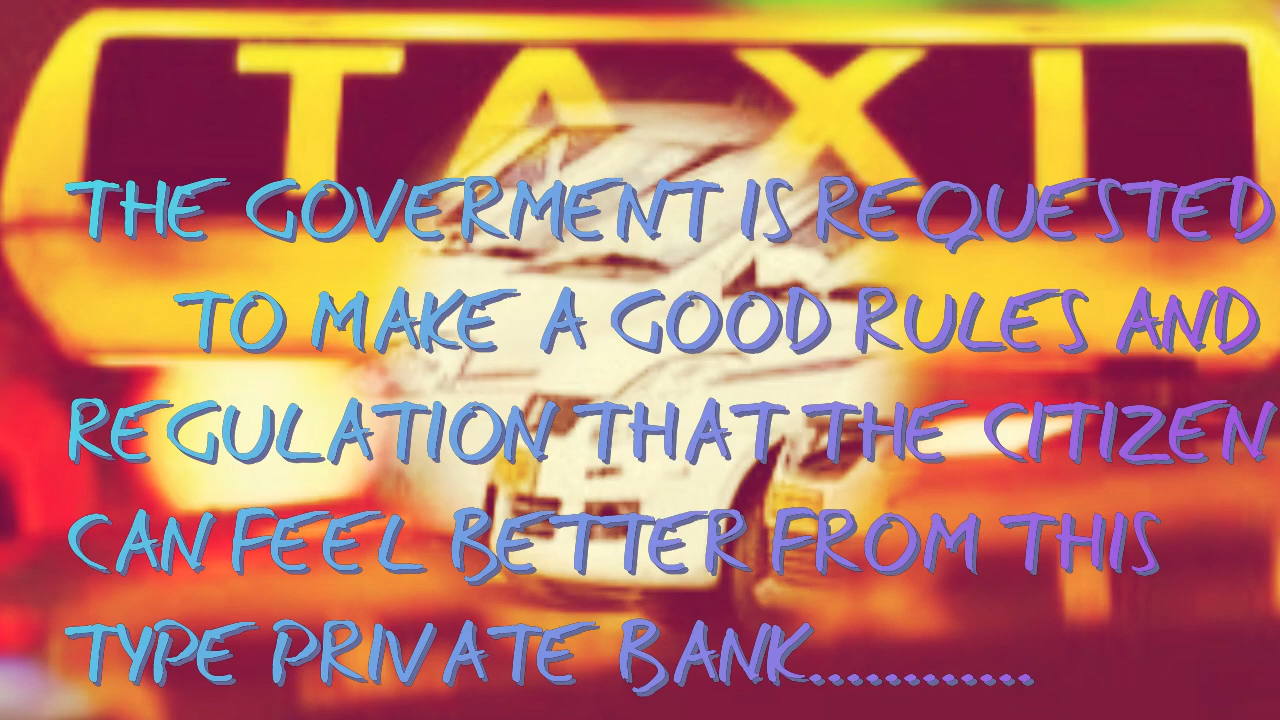 TAXI
THE GOVERMENT IS REQUESTED
TO MAKE A GOOD RULES AND
REGULATION THAT THE CITIZEN
CAN FEEL BETTER FROM THIS
TYPE PRIVATE BANK............